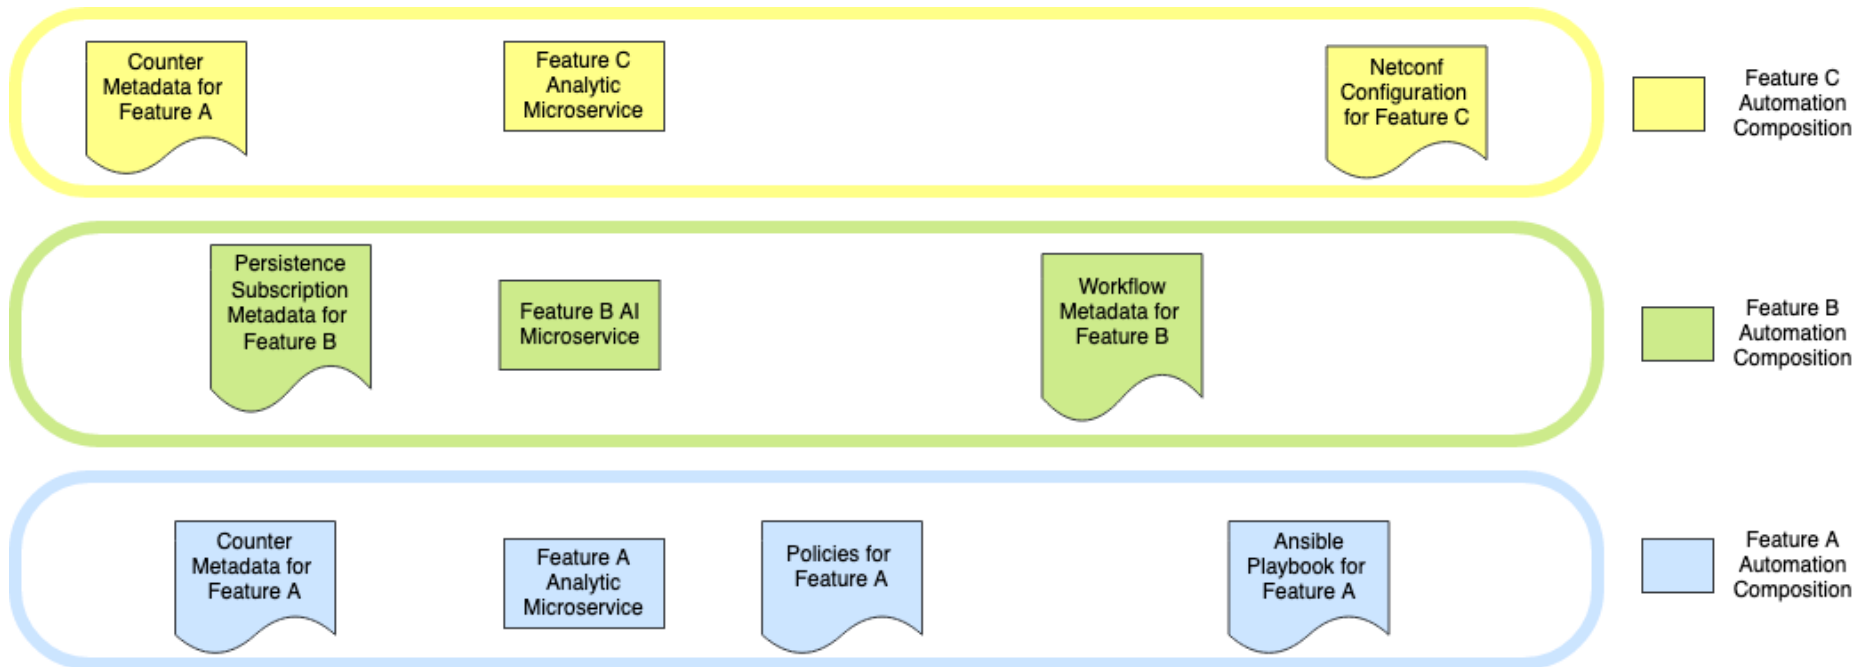 Counter
Metadata for
Feature A
Feature C
Analytic
Microservice
Netconf
Configuration
for Feature C
Feature C
Automation
Composition
Persistence
Subscription
Metadata for
Feature B
Feature B AI
Microservice
Workflow
Metadata for
Feature B
Feature B
Automation
Composition
Counter
Metadata for
Feature A
Feature A
Analytic
Microservice
Policies for
Feature A
Ansible
Playbook for
Feature A
Feature A
Automation
Composition